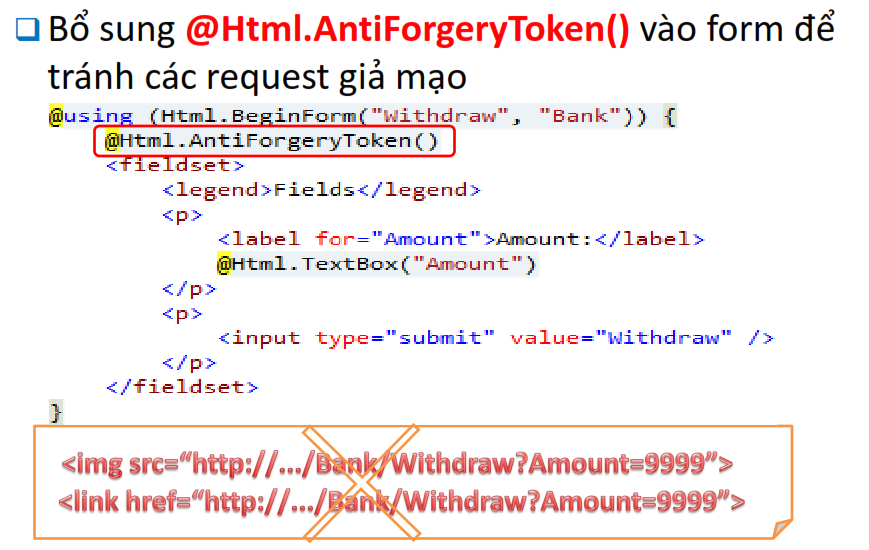 Bổ sung @Html.AntiForgeryToken() vào form để
tránh các request giả mạo
@using (Html.BeginForm("Withdraw", "Bank")) {
@Html.AntiForgeryToken()
<fieldset>
<legend>Fields</legend>
<p>
<label for="Amount">Amount:</label>
@Html.TextBox("Amount")
</p>
<p>
<input type="submit" value="Withdraw" />
</p>
</fieldset>
}
<img src=“http://.../Bank/Withdraw?Amount=9999”>
<link href=“http://.../Bank/Withdraw?Amount=9999”>